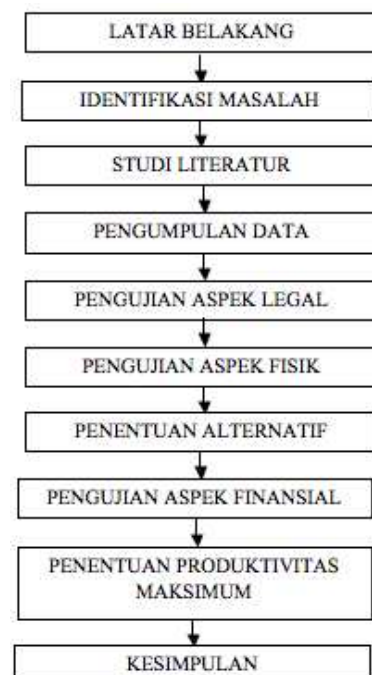 LATAR BELAKANG
IDENTIFIKASI MASALAH
STUDI LITERATUR
PENGUMPULAN DATA
PENGUJIAN ASPEK LEGAL
PENGUJIAN ASPEK FISIK
PENENTUAN ALTERNATIF
PENGUJIAN ASPEK FINANSIAL
PENENTUAN PRODUKTIVITAS
MAKSIMUM
KESIMPULAN